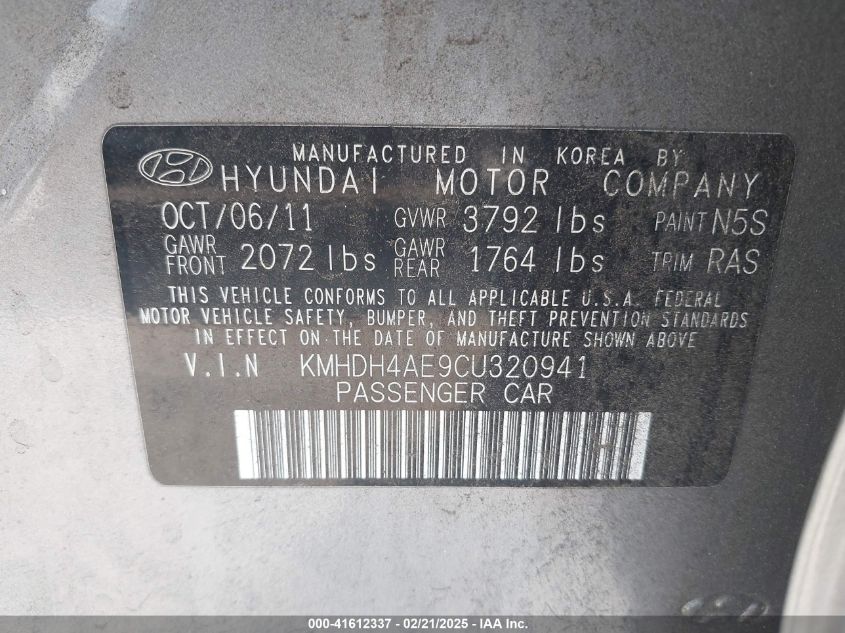 MANUFACTURED IN KOREA BY
HYUNDAI MOTOR COMPANY
OCT/06/11 GVWR 3792 lbs PAINT N5S
GAWR FRONT 2072 lbs GAWR REAR 1764 lbs TRIM RAS
THIS VEHICLE CONFORMS TO ALL APPLICABLE U.S.A. FEDERAL
MOTOR VEHICLE SAFETY, BUMPER, AND THEFT PREVENTION STANDARDS
IN EFFECT ON THE DATE OF MANUFACTURE SHOWN ABOVE
V.I.N KMHDH4AE9CU320941
PASSENGER CAR
000-41612337 - 02/21/2025 - IAAI.com